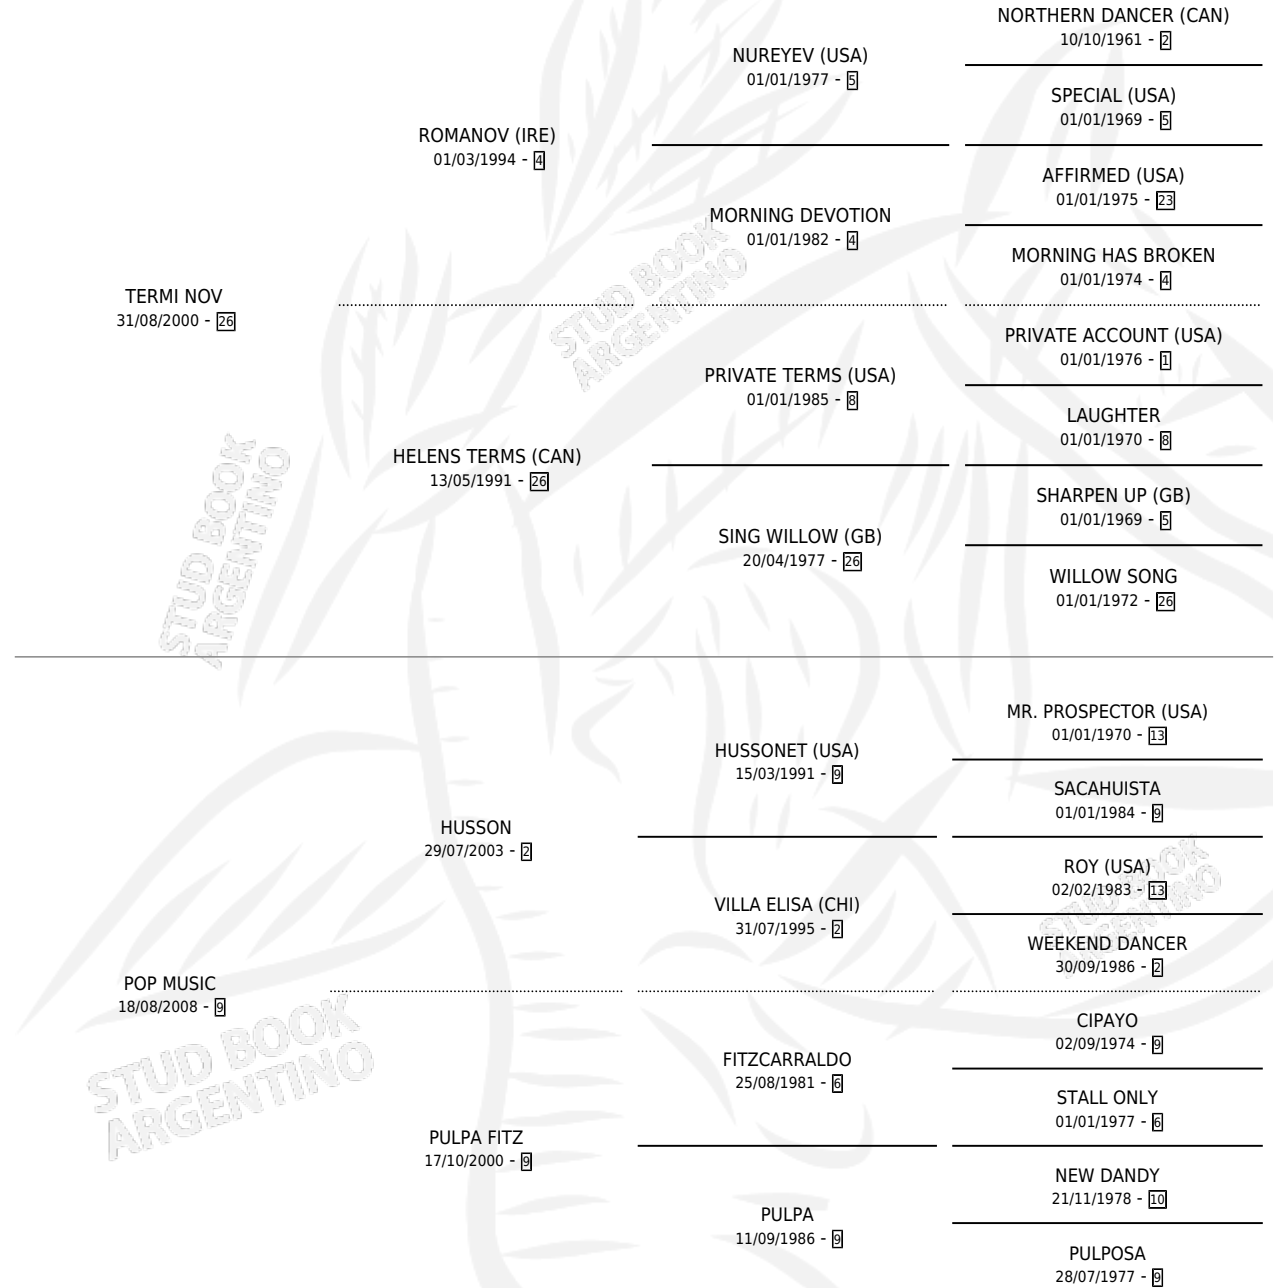 NORTHERN DANCER (CAN)
10/10/1961 - 2
NUREYEV (USA)
01/01/1977 - 5
SPECIAL (USA)
01/01/1969 - 5
ROMANOV (IRE)
01/03/1994 - 4
AFFIRMED (USA)
01/01/1975 - 23
MORNING DEVOTION
01/01/1982 - 4
MORNING HAS BROKEN
01/01/1974 - 4
TERMI NOV
31/08/2000 - 26
PRIVATE ACCOUNT (USA)
01/01/1976 - 1
PRIVATE TERMS (USA)
01/01/1985 - 8
LAUGHTER
01/01/1970 - 8
HELENS TERMS (CAN)
13/05/1991 - 26
SHARPEN UP (GB)
01/01/1969 - 5
SING WILLOW (GB)
20/04/1977 - 26
WILLOW SONG
01/01/1972 - 26
STUD BOOK
ARGENTINO
STUD BOOK
ARGENTINO
MR. PROSPECTOR (USA)
01/01/1970 - 13
HUSSONET (USA)
15/03/1991 - 9
SACAHUISTA
01/01/1984 - 9
HUSSON
29/07/2003 - 2
ROY (USA)
02/02/1983 - 13
VILLA ELISA (CHI)
31/07/1995 - 2
WEEKEND DANCER
30/09/1986 - 2
POP MUSIC
18/08/2008 - 9
CIPAYO
02/09/1974 - 9
FITZCARRALDO
25/08/1981 - 6
STALL ONLY
01/01/1977 - 6
PULPA FITZ
17/10/2000 - 9
NEW DANDY
21/11/1978 - 10
PULPA
11/09/1986 - 9
PULPOSA
28/07/1977 - 9
STUD BOOK
ARGENTINO
STUD BOOK
ARGENTINO